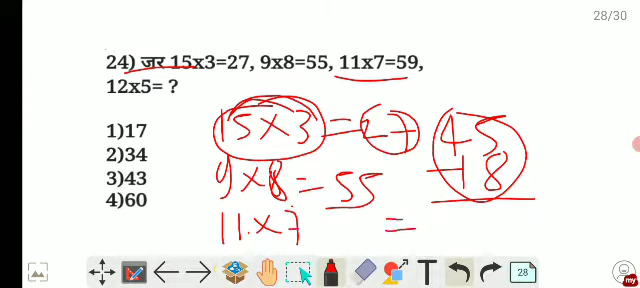 28/30
24) जर 15x3=27, 9x8=55, 11x7=59,
12x5= ?
1)17
2)34
3)43
4)60
15x3 = 27
45
-18
9x8=55
11x7 =
T
28
my